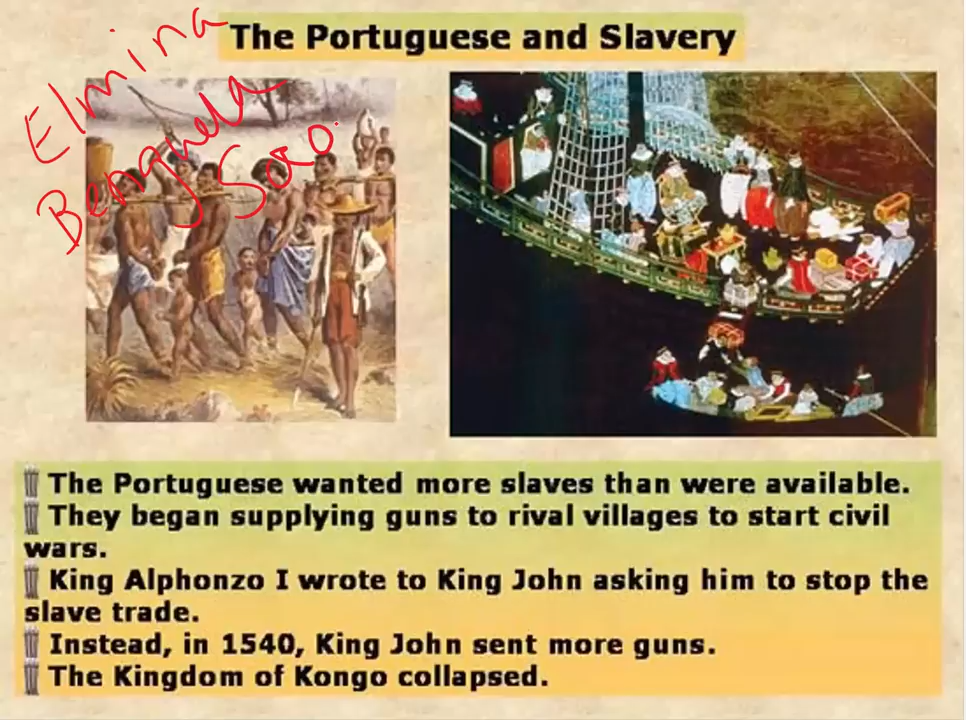 The Portuguese and Slavery
Elmina
Benguela
Sao
The Portuguese wanted more slaves than were available.
They began supplying guns to rival villages to start civil
wars.
King Alphonzo I wrote to King John asking him to stop the
slave trade.
Instead, in 1540, King John sent more guns.
The Kingdom of Kongo collapsed.